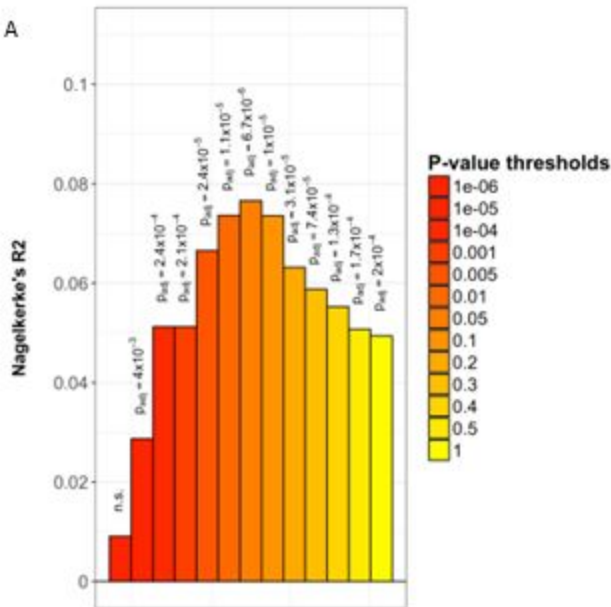 A
Nagelkerke's R2
0.1
0.08
0.06
0.04
0.02
0
n.s.
padj = 4x10⁻³
padj = 2.4x10⁻⁴
padj = 2.1x10⁻⁴
padj = 2.4x10⁻⁵
padj = 1.1x10⁻⁵
padj = 6.7x10⁻⁶
padj = 1x10⁻⁵
padj = 3.1x10⁻⁵
padj = 7.4x10⁻⁵
padj = 1.3x10⁻⁴
padj = 1.7x10⁻⁴
padj = 2x10⁻⁴
P-value thresholds
1e-06
1e-05
1e-04
0.001
0.005
0.01
0.05
0.1
0.2
0.3
0.4
0.5
1